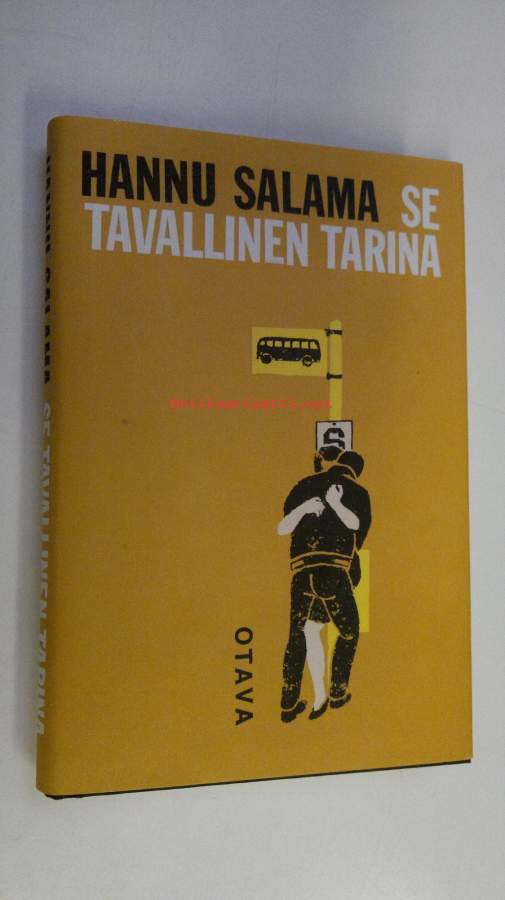 HANNU SALAMA SE
TAVALLINEN TARINA
S
OTAVA
HANNU SALAMA SE TAVALLINEN TARINA